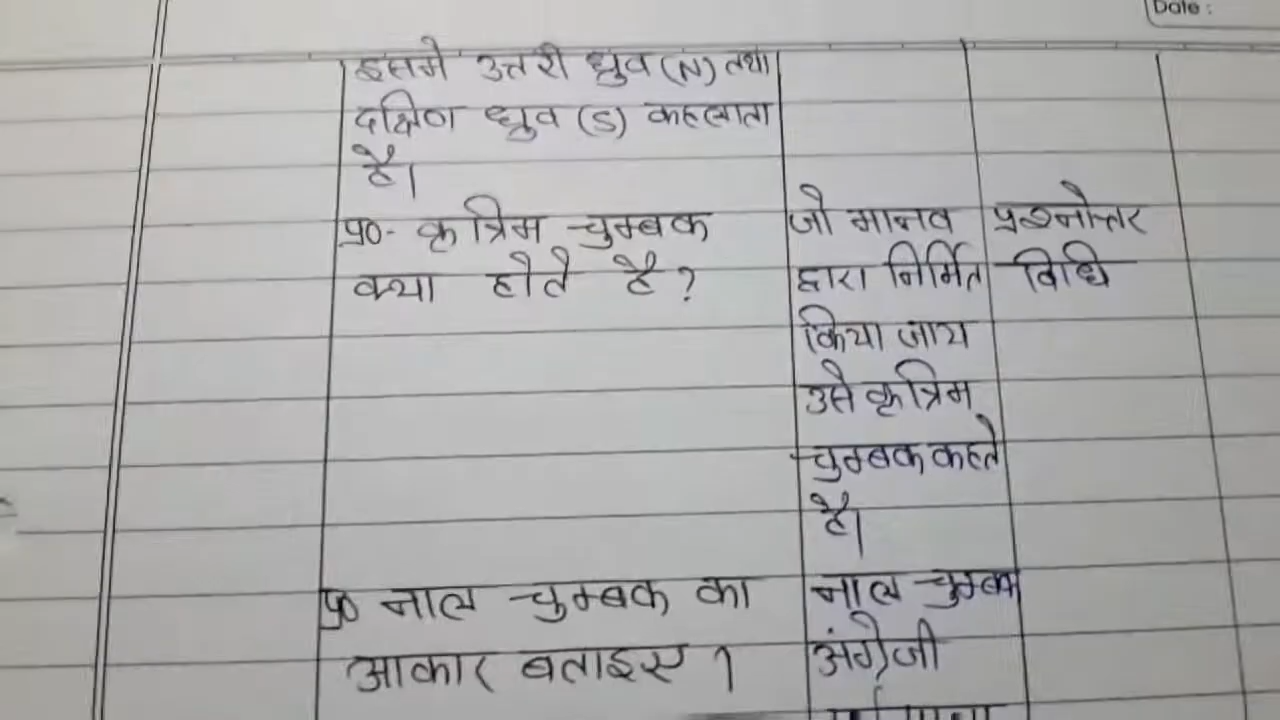 Date :
इसमे उत्तरी ध्रुव (N) तथा
दक्षिण ध्रुव (S) कहलाता
है।
प्र०- कृत्रिम चुम्बक
क्या होते है ?
जो मानव
द्वारा निर्मित
किया जाय
उसे कृत्रिम
चुम्बक कहते
है।
प्रश्नोत्तर
विधि
प्र० नाल चुम्बक का
आकार बताइए ।
नाल चुम्बक
अंग्रेजी